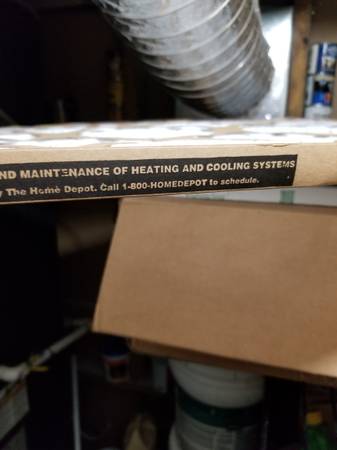 ND MAINTENANCE OF HEATING AND COOLING SYSTEMS
y The Home Depot. Call 1-800-HOMEDEPOT to schedule.